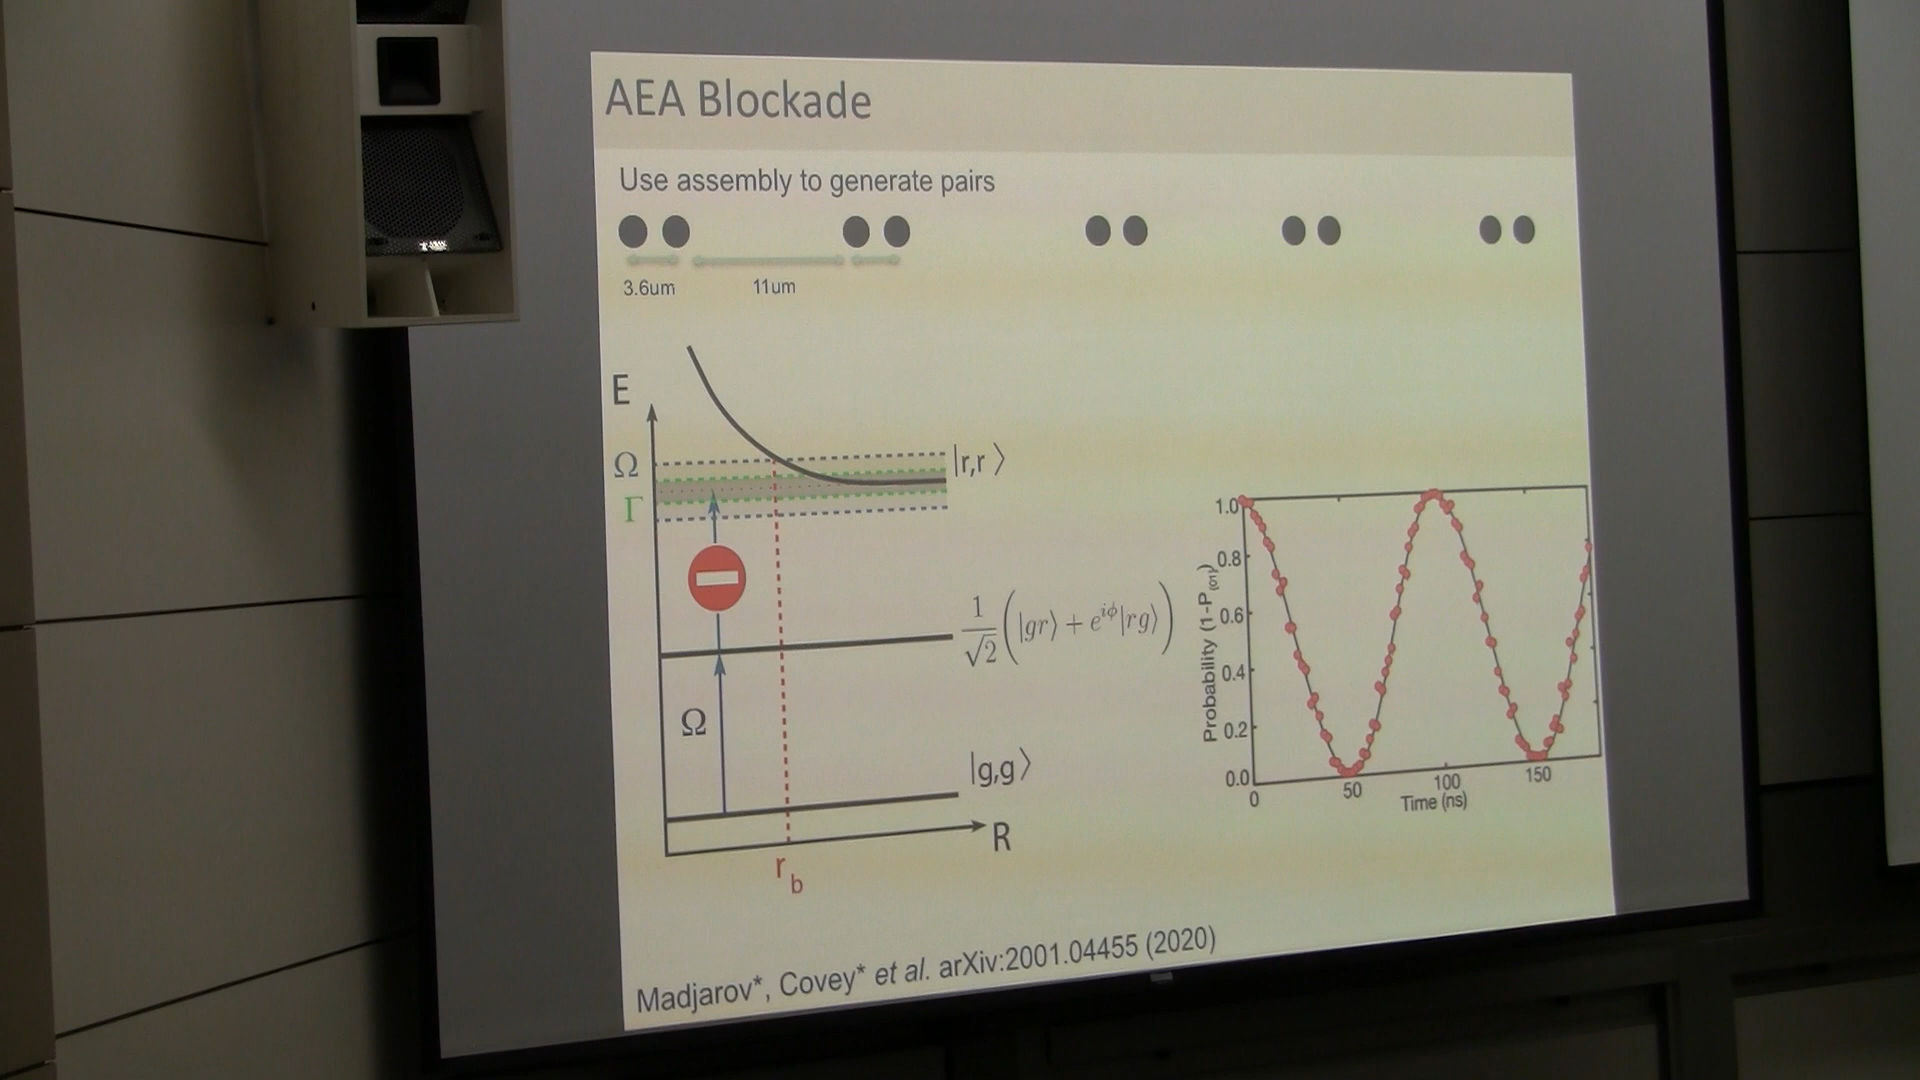 AEA Blockade
Use assembly to generate pairs
3.6um
11um
E
Ω
Γ
|r,r⟩
1/√2 (|gr⟩ + e^{iϕ}|rg⟩)
Ω
|g,g⟩
R
r_b
1.0
0.8
0.6
0.4
0.2
0.0
Probability (1-P_{(01)})
0
50
100
150
Time (ns)
Madjarov*, Covey* et al. arXiv:2001.04455 (2020)